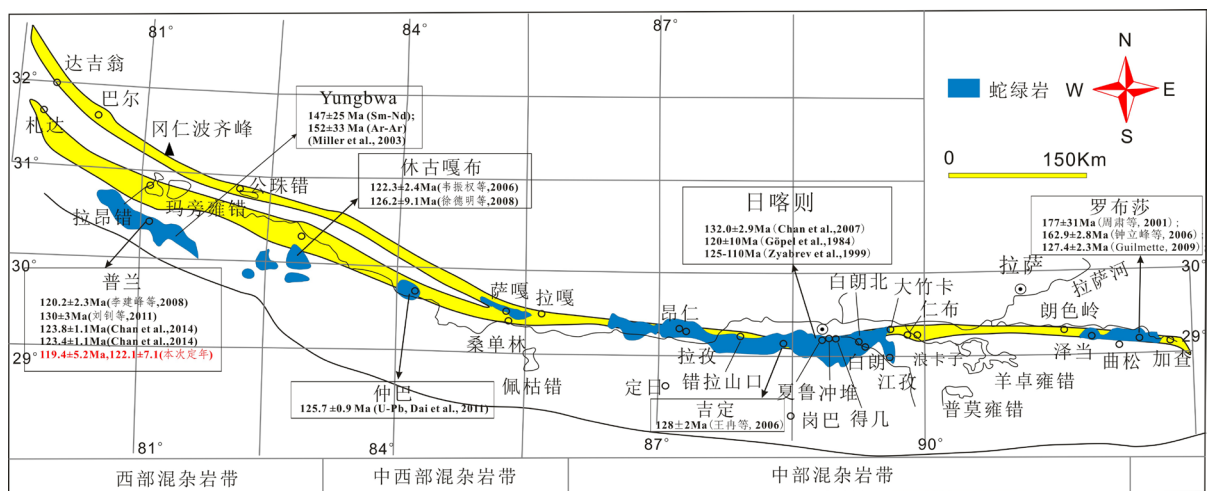 81°
84°
87°
32°
达吉翁
巴尔
札达
冈仁波齐峰
31°
Yungbwa
147±25 Ma (Sm-Nd);
152±33 Ma (Ar-Ar)
(Miller et al., 2003)
休古嘎布
122.3±2.4Ma(韦振权等,2006)
126.2±9.1Ma(徐德明等,2008)
蛇绿岩
N
W
E
S
0
150Km
公珠错
拉昂错
玛旁雍错
30°
日喀则
132.0±2.9Ma(Chan et al.,2007)
120±10Ma(Göpel et al.,1984)
125-110Ma(Zyabrev et al.,1999)
罗布莎
177±31Ma(周肃等, 2001);
162.9±2.8Ma(钟立峰等, 2006);
127.4±2.3Ma(Guilmette, 2009);
普兰
120.2±2.3Ma(李建峰等,2008)
130±3Ma(刘钊等,2011)
123.8±1.1Ma(Chan et al.,2014)
123.4±1.1Ma(Chan et al.,2014)
119.4±5.2Ma,122.1±7.1(本次定年)
拉萨
拉萨河
30°
萨嘎
拉嘎
白朗北
大竹卡
仁布
朗色岭
昂仁
29°
桑单林
拉孜
错拉山口
夏鲁
冲堆
白朗
江孜
浪卡子
羊卓雍错
泽当
曲松
加查
29°
佩枯错
定日
普莫雍错
仲巴
125.7 ±0.9 Ma (U-Pb, Dai et al., 2011)
吉定
128±2Ma(王冉等, 2006)
岗巴
得几
81°
84°
87°
90°
西部混杂岩带
中西部混杂岩带
中部混杂岩带